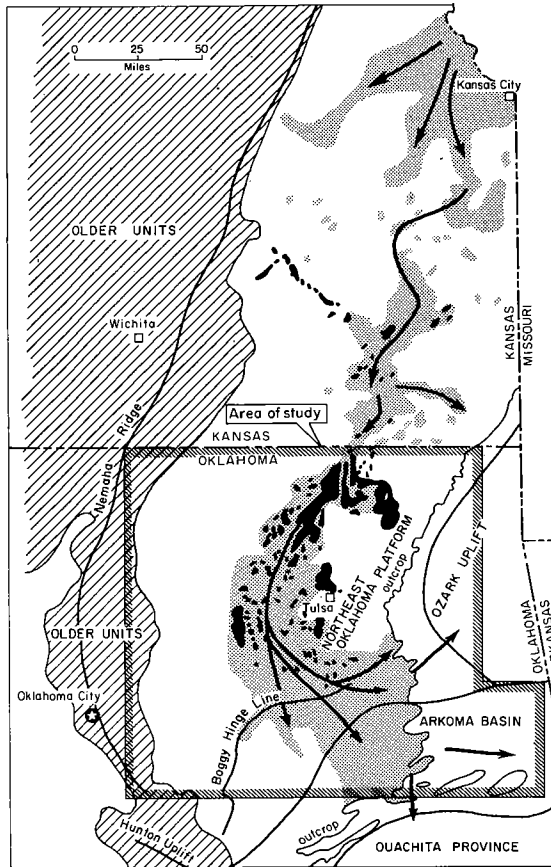 0 25 50
Miles
Kansas City
OLDER UNITS
Wichita
KANSAS
MISSOURI
Area of study
Nemaha Ridge
KANSAS
OKLAHOMA
NORTHEAST
OKLAHOMA PLATFORM
outcrop
OZARK UPLIFT
Tulsa
OLDER UNITS
OKLAHOMA
Oklahoma City
Boggy Hinge Line
ARKOMA BASIN
Hunton Uplift
outcrop
OUACHITA PROVINCE